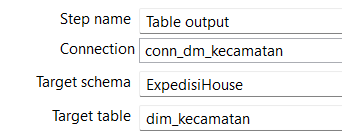 Step name Table output
Connection conn_dm_kecamatan
Target schema ExpedisiHouse
Target table dim_kecamatan